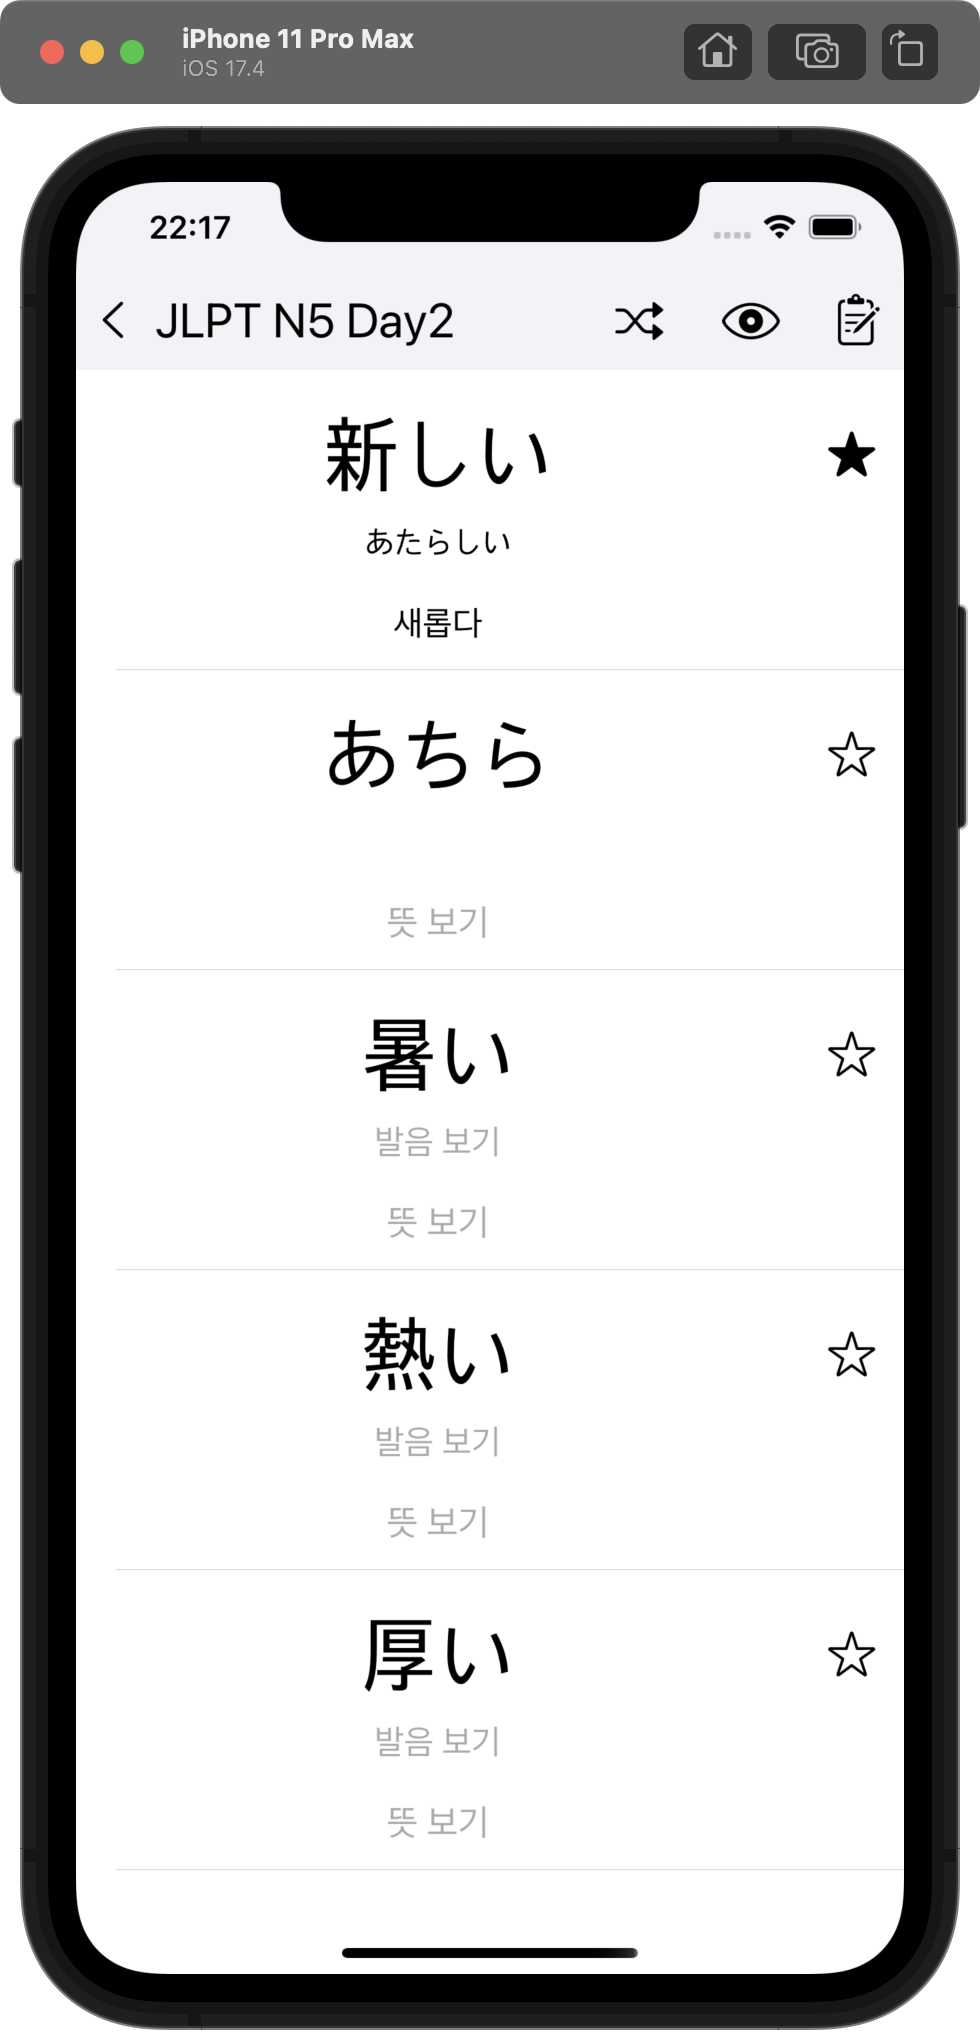 iPhone 11 Pro Max
iOS 17.4
22:17
JLPT N5 Day2
新しい
あたらしい
새롭다
あちら
뜻 보기
暑い
발음 보기
뜻 보기
熱い
발음 보기
뜻 보기
厚い
발음 보기
뜻 보기